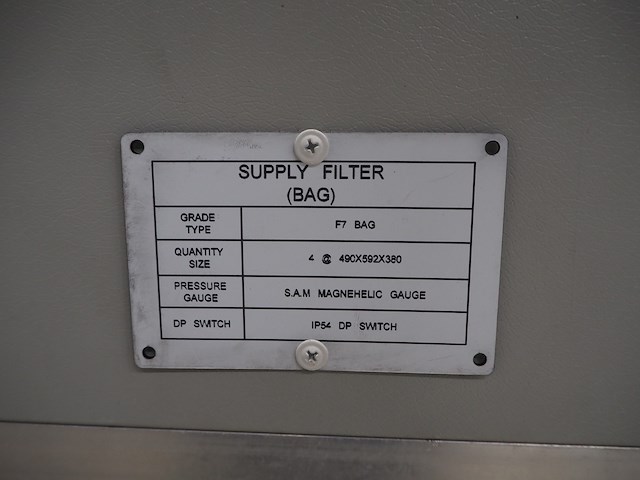 SUPPLY FILTER
(BAG)
GRADE
TYPE
F7 BAG
QUANTITY
SIZE
4 @ 490X592X380
PRESSURE
GAUGE
S.A.M MAGNEHELIC GAUGE
DP SWITCH
IP54 DP SWITCH